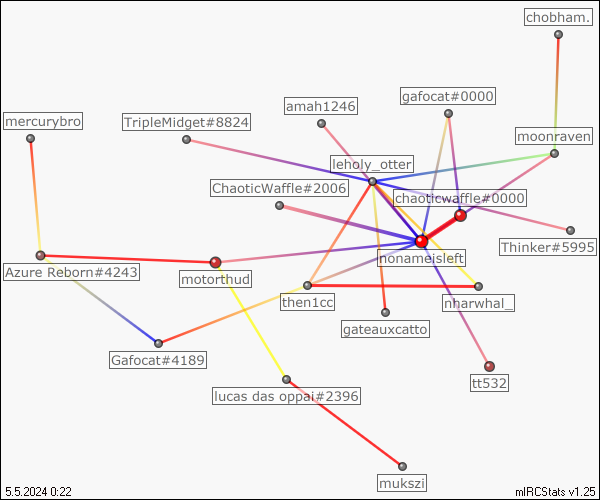 chobham.
gafocat#0000
amah1246
mercurybro
TripleMidget#8824
moonraven
leholy_otter
ChaoticWaffle#2006
chaoticwaffle#0000
Thinker#5995
nonameisleft
Azure Reborn#4243
motorthud
then1cc
nharwhal_
gateauxcatto
Gafocat#4189
tt532
lucas das oppai#2396
mukszi
5.5.2024 0:22
mIRCStats v1.25